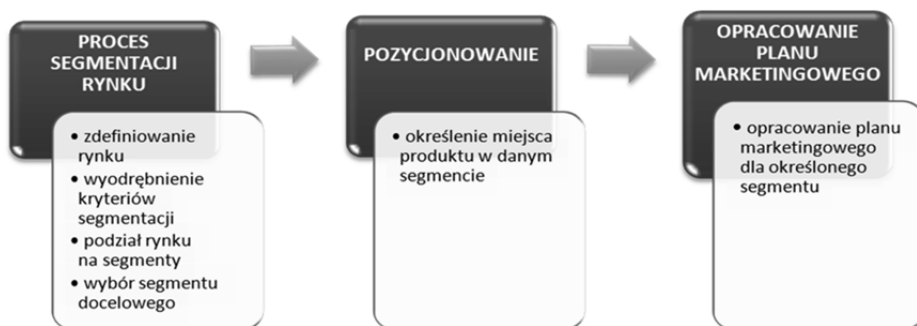 PROCES
SEGMENTACJI
RYNKU
• zdefiniowanie
rynku
• wyodrębnienie
kryteriów
segmentacji
• podział rynku
na segmenty
• wybór segmentu
docelowego
POZYCJONOWANIE
• określenie miejsca
produktu w danym
segmencie
OPRACOWANIE
PLANU
MARKETINGOWEGO
• opracowanie planu
marketingowego
dla określonego
segmentu